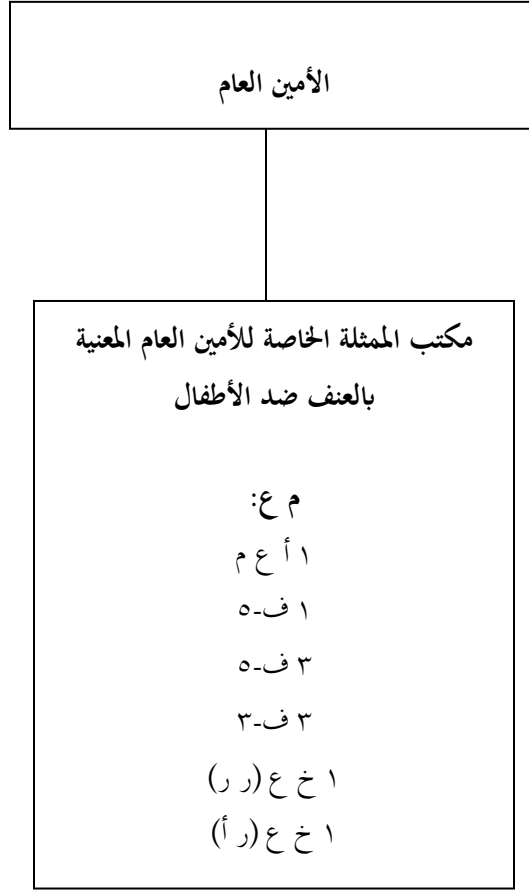 الأمين العام
مكتب الممثلة الخاصة للأمين العام المعنية
بالعنف ضد الأطفال
م ع:
١ أ ع م
١ ف-٥
٣ ف-٥
٣ ف-٣
١ خ ع (ر ر)
١ خ ع (ر أ)